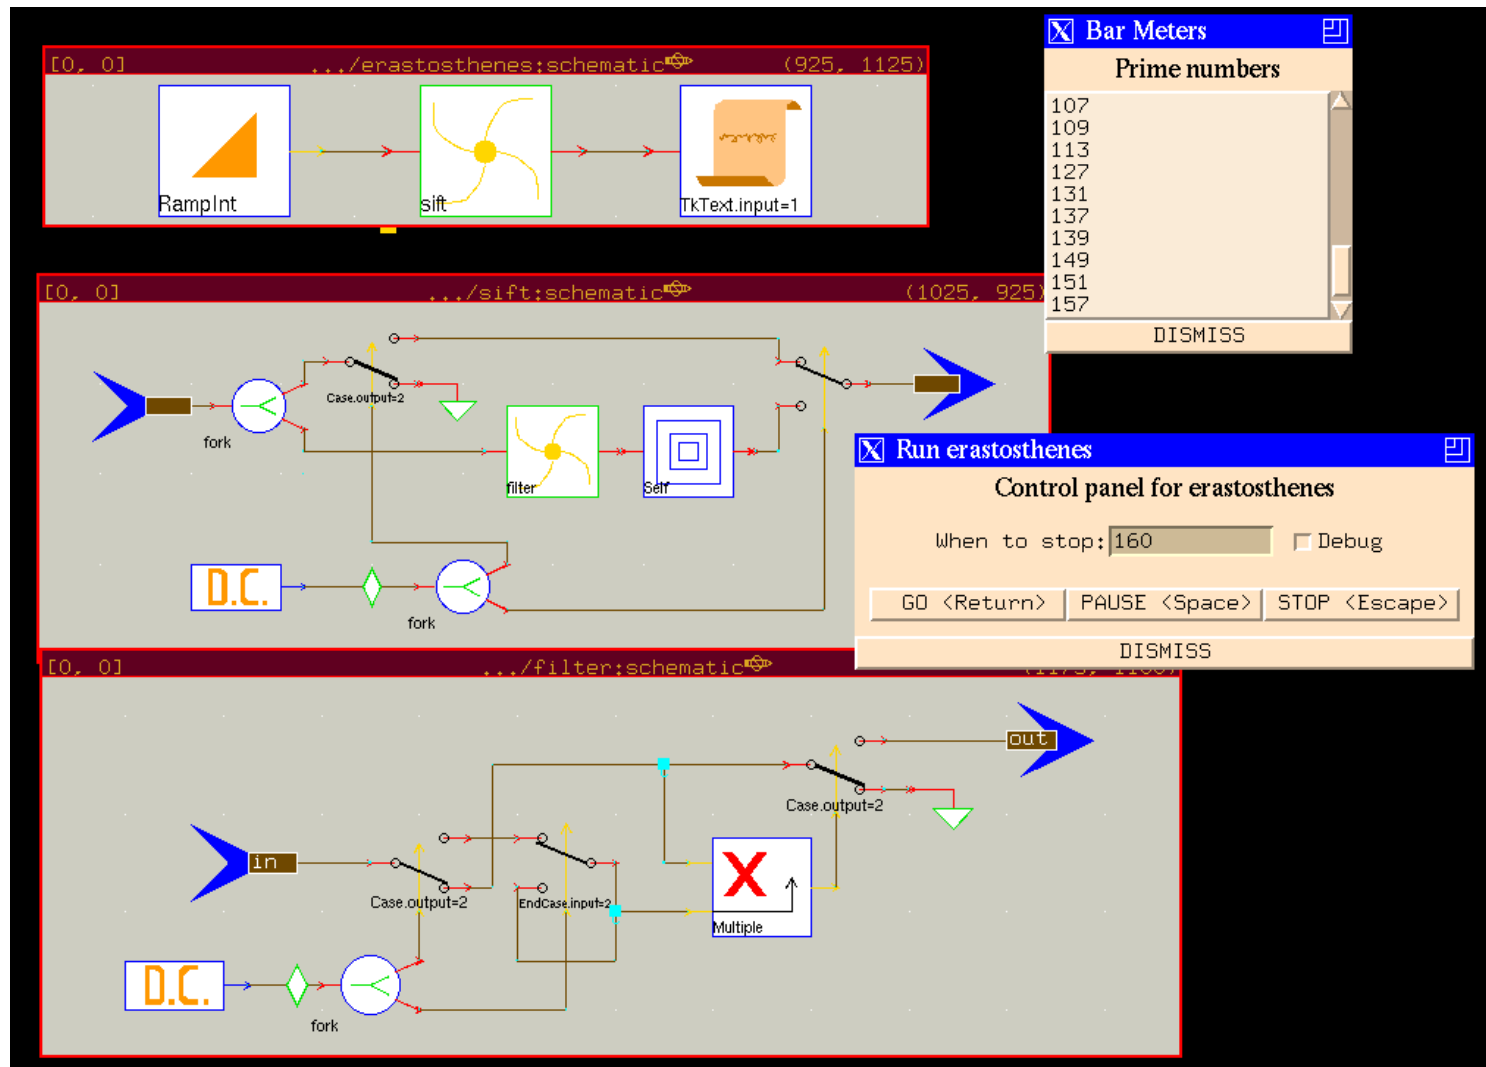 [0, 0] .../erastosthenes:schematic (925, 1125)
RampInt
sift
TkText.input=1
Bar Meters
Prime numbers
107
109
113
127
131
137
139
149
151
157
DISMISS
[0, 0] .../sift:schematic (1025, 925)
Case.output=2
fork
filter
Self
D.C.
fork
Run erastosthenes
Control panel for erastosthenes
When to stop: 160 Debug
GO <Return> PAUSE <Space> STOP <Escape>
DISMISS
[0, 0] .../filter:schematic
out
Case.output=2
in
Case.output=2
EndCase.input=2
X
Multiple
D.C.
fork